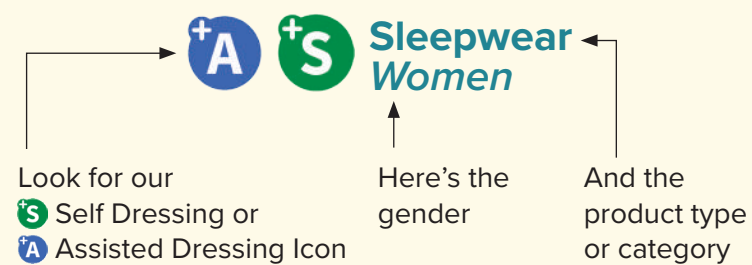 +A +S Sleepwear
Women
Look for our
+S Self Dressing or
+A Assisted Dressing Icon
Here’s the
gender
And the
product type
or category